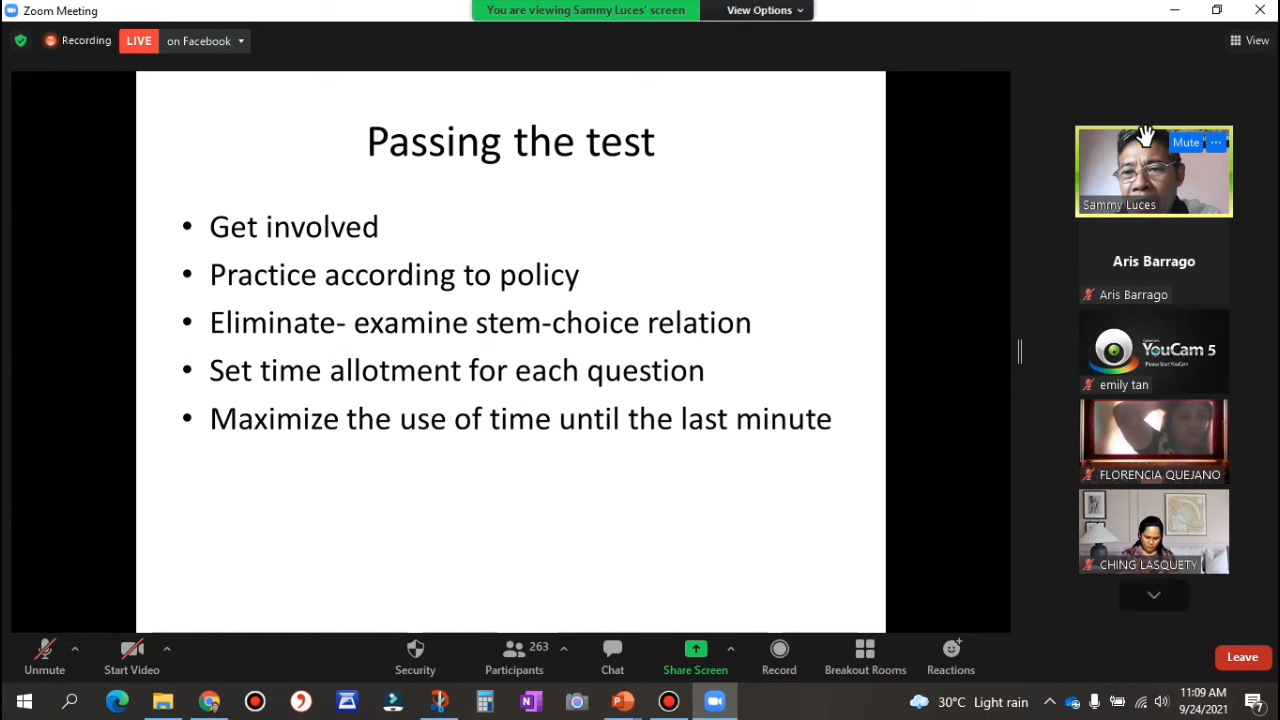 Zoom Meeting
You are viewing Sammy Luces' screen
View Options
Recording
LIVE
on Facebook
View
Passing the test
• Get involved
• Practice according to policy
• Eliminate- examine stem-choice relation
• Set time allotment for each question
• Maximize the use of time until the last minute
Mute
Sammy Luces
Aris Barrago
Aris Barrago
YouCam 5
Please Start YouCam
emily tan
FLORENCIA QUEJANO
CHING LASQUETY
Unmute
Start Video
Security
263
Participants
Chat
Share Screen
Record
Breakout Rooms
Reactions
Leave
30°C Light rain
11:09 AM
9/24/2021
7